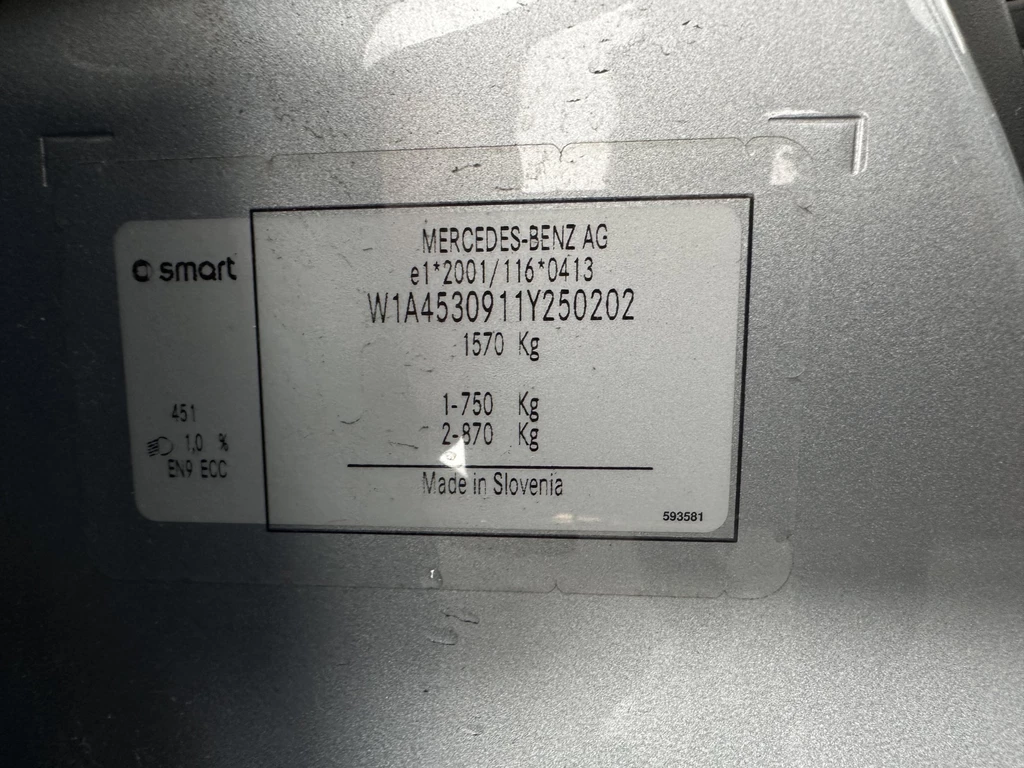 smart
MERCEDES-BENZ AG
e1*2001/116*0413
W1A4530911Y250202
1570 Kg
1-750 Kg
2-870 Kg
451
1,0 %
EN9 ECC
Made in Slovenia
593581